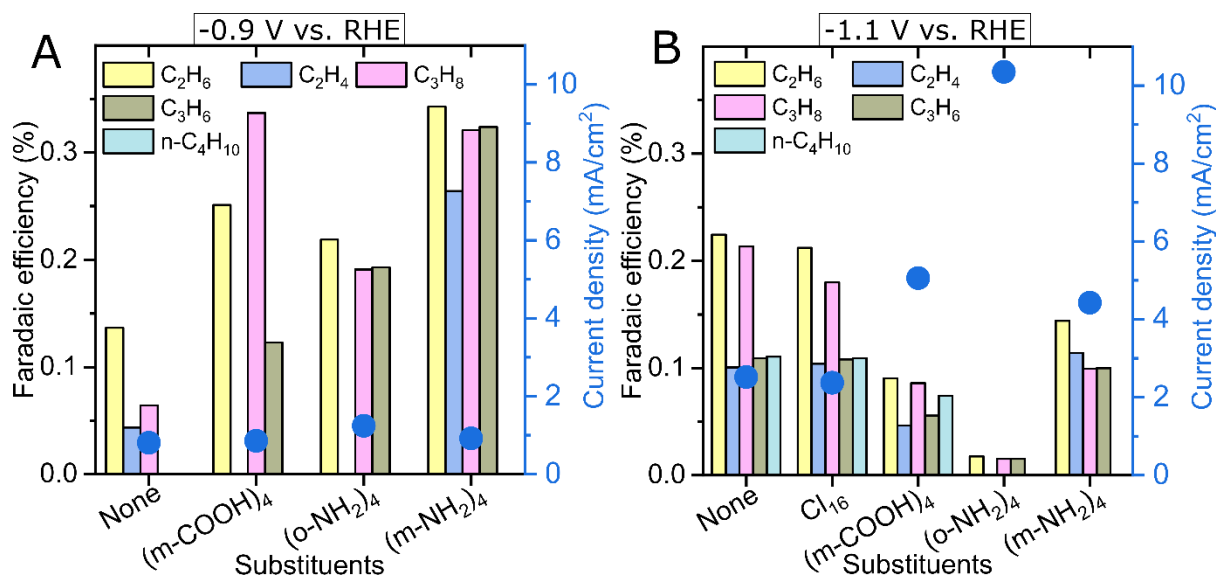 A
-0.9 V vs. RHE
C₂H₆
C₂H₄
C₃H₈
C₃H₆
n-C₄H₁₀
Faradaic efficiency (%)
0.3
0.2
0.1
0.0
Current density (mA/cm²)
10
8
6
4
2
0
None
(m-COOH)₄
(o-NH₂)₄
(m-NH₂)₄
Substituents
B
-1.1 V vs. RHE
C₂H₆
C₂H₄
C₃H₈
C₃H₆
n-C₄H₁₀
Faradaic efficiency (%)
0.3
0.2
0.1
0.0
Current density (mA/cm²)
10
8
6
4
2
0
None
Cl₁₆
(m-COOH)₄
(o-NH₂)₄
(m-NH₂)₄
Substituents